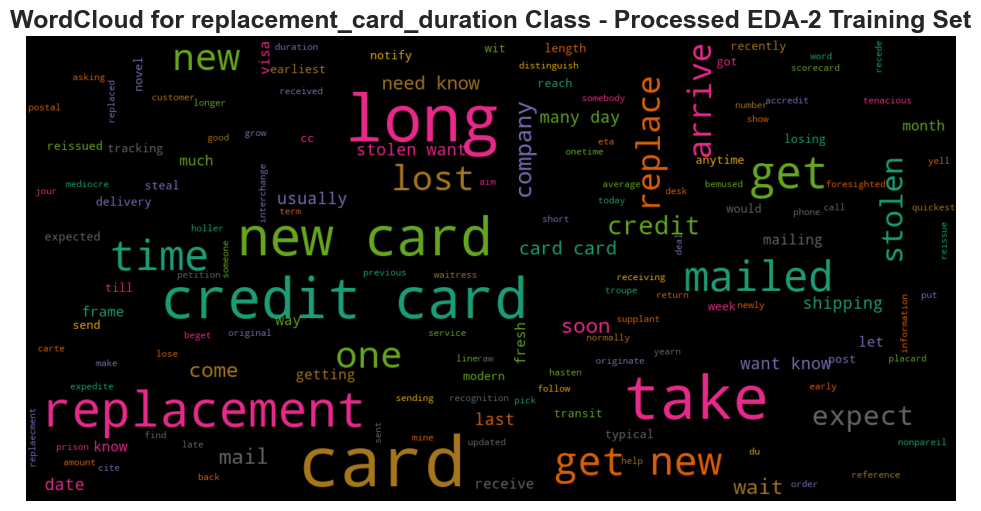 WordCloud for replacement_card_duration Class - Processed EDA-2 Training Set
new
visa
duration
earliest
notify
wit
length
distinguish
recently
got
word
scorecard
recede
asking
replaced
novel
customer
longer
received
need know
reach
somebody
number
accredit
tenacious
postal
long
company
many day
replace
arrive
show
month
reissued
tracking
good
grow
cc
stolen want
onetime
eta
losing
much
anytime
yell
jour
mediocre
steal
interchange
lost
aim
average
desk
bemused
get
foresighted
stolen
delivery
usually
term
today
would
phone
call
quickest
expected
holler
new card
short
credit
deal
mailing
reissue
time
someone
card card
petition
previous
waitress
receiving
mailed
till
credit card
troupe
return
week
newly
shipping
put
frame
send
way
beget
original
service
fresh
soon
supplant
normally
information
let
carte
lose
one
liner
aw
yearn
want know
post
placard
make
come
getting
modern
hasten
originate
early
expedite
follow
take
replacement
sending
recognition
pick
transit
last
expect
replaecment
prison
know
find
late
sent
mine
updated
typical
nonpareil
amount
cite
mail
card
get new
help
du
reference
date
back
receive
wait
order